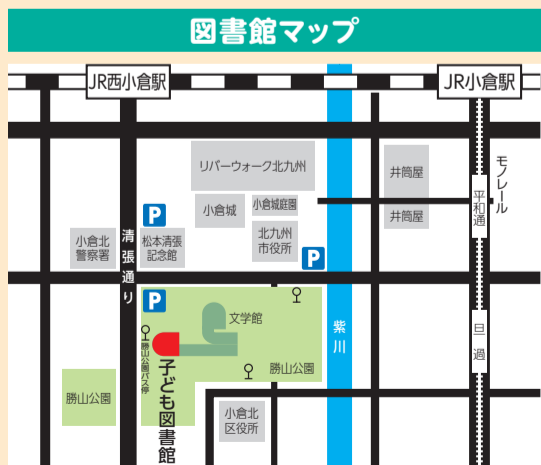 図書館マップ
JR西小倉駅
JR小倉駅
リバーウォーク北九州
井筒屋
モノレール
小倉城
小倉城庭園
井筒屋
平和通
P
小倉北
警察署
清張通り
松本清張
記念館
北九州
市役所
P
P
文学館
紫川
旦過
勝山公園バス停
子ども図書館
勝山公園
勝山公園
小倉北
区役所